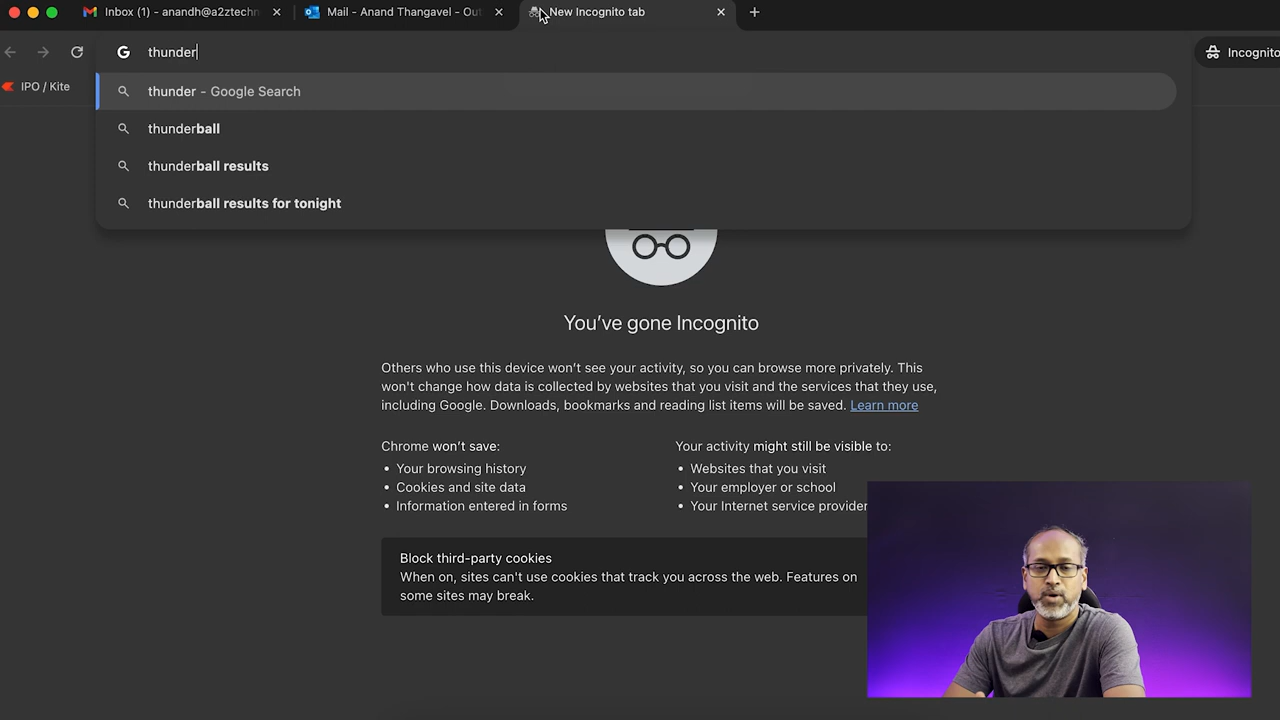 Inbox (1) - anandh@a2ztechn
Mail - Anand Thangavel - Out
New Incognito tab
thunder
Incognito
IPO / Kite
thunder - Google Search
thunderball
thunderball results
thunderball results for tonight
You've gone Incognito
Others who use this device won't see your activity, so you can browse more privately. This
won't change how data is collected by websites that you visit and the services that they use,
including Google. Downloads, bookmarks and reading list items will be saved. Learn more
Chrome won't save:
• Your browsing history
• Cookies and site data
• Information entered in forms
Your activity might still be visible to:
• Websites that you visit
• Your employer or school
• Your Internet service provider
Block third-party cookies
When on, sites can't use cookies that track you across the web. Features on
some sites may break.